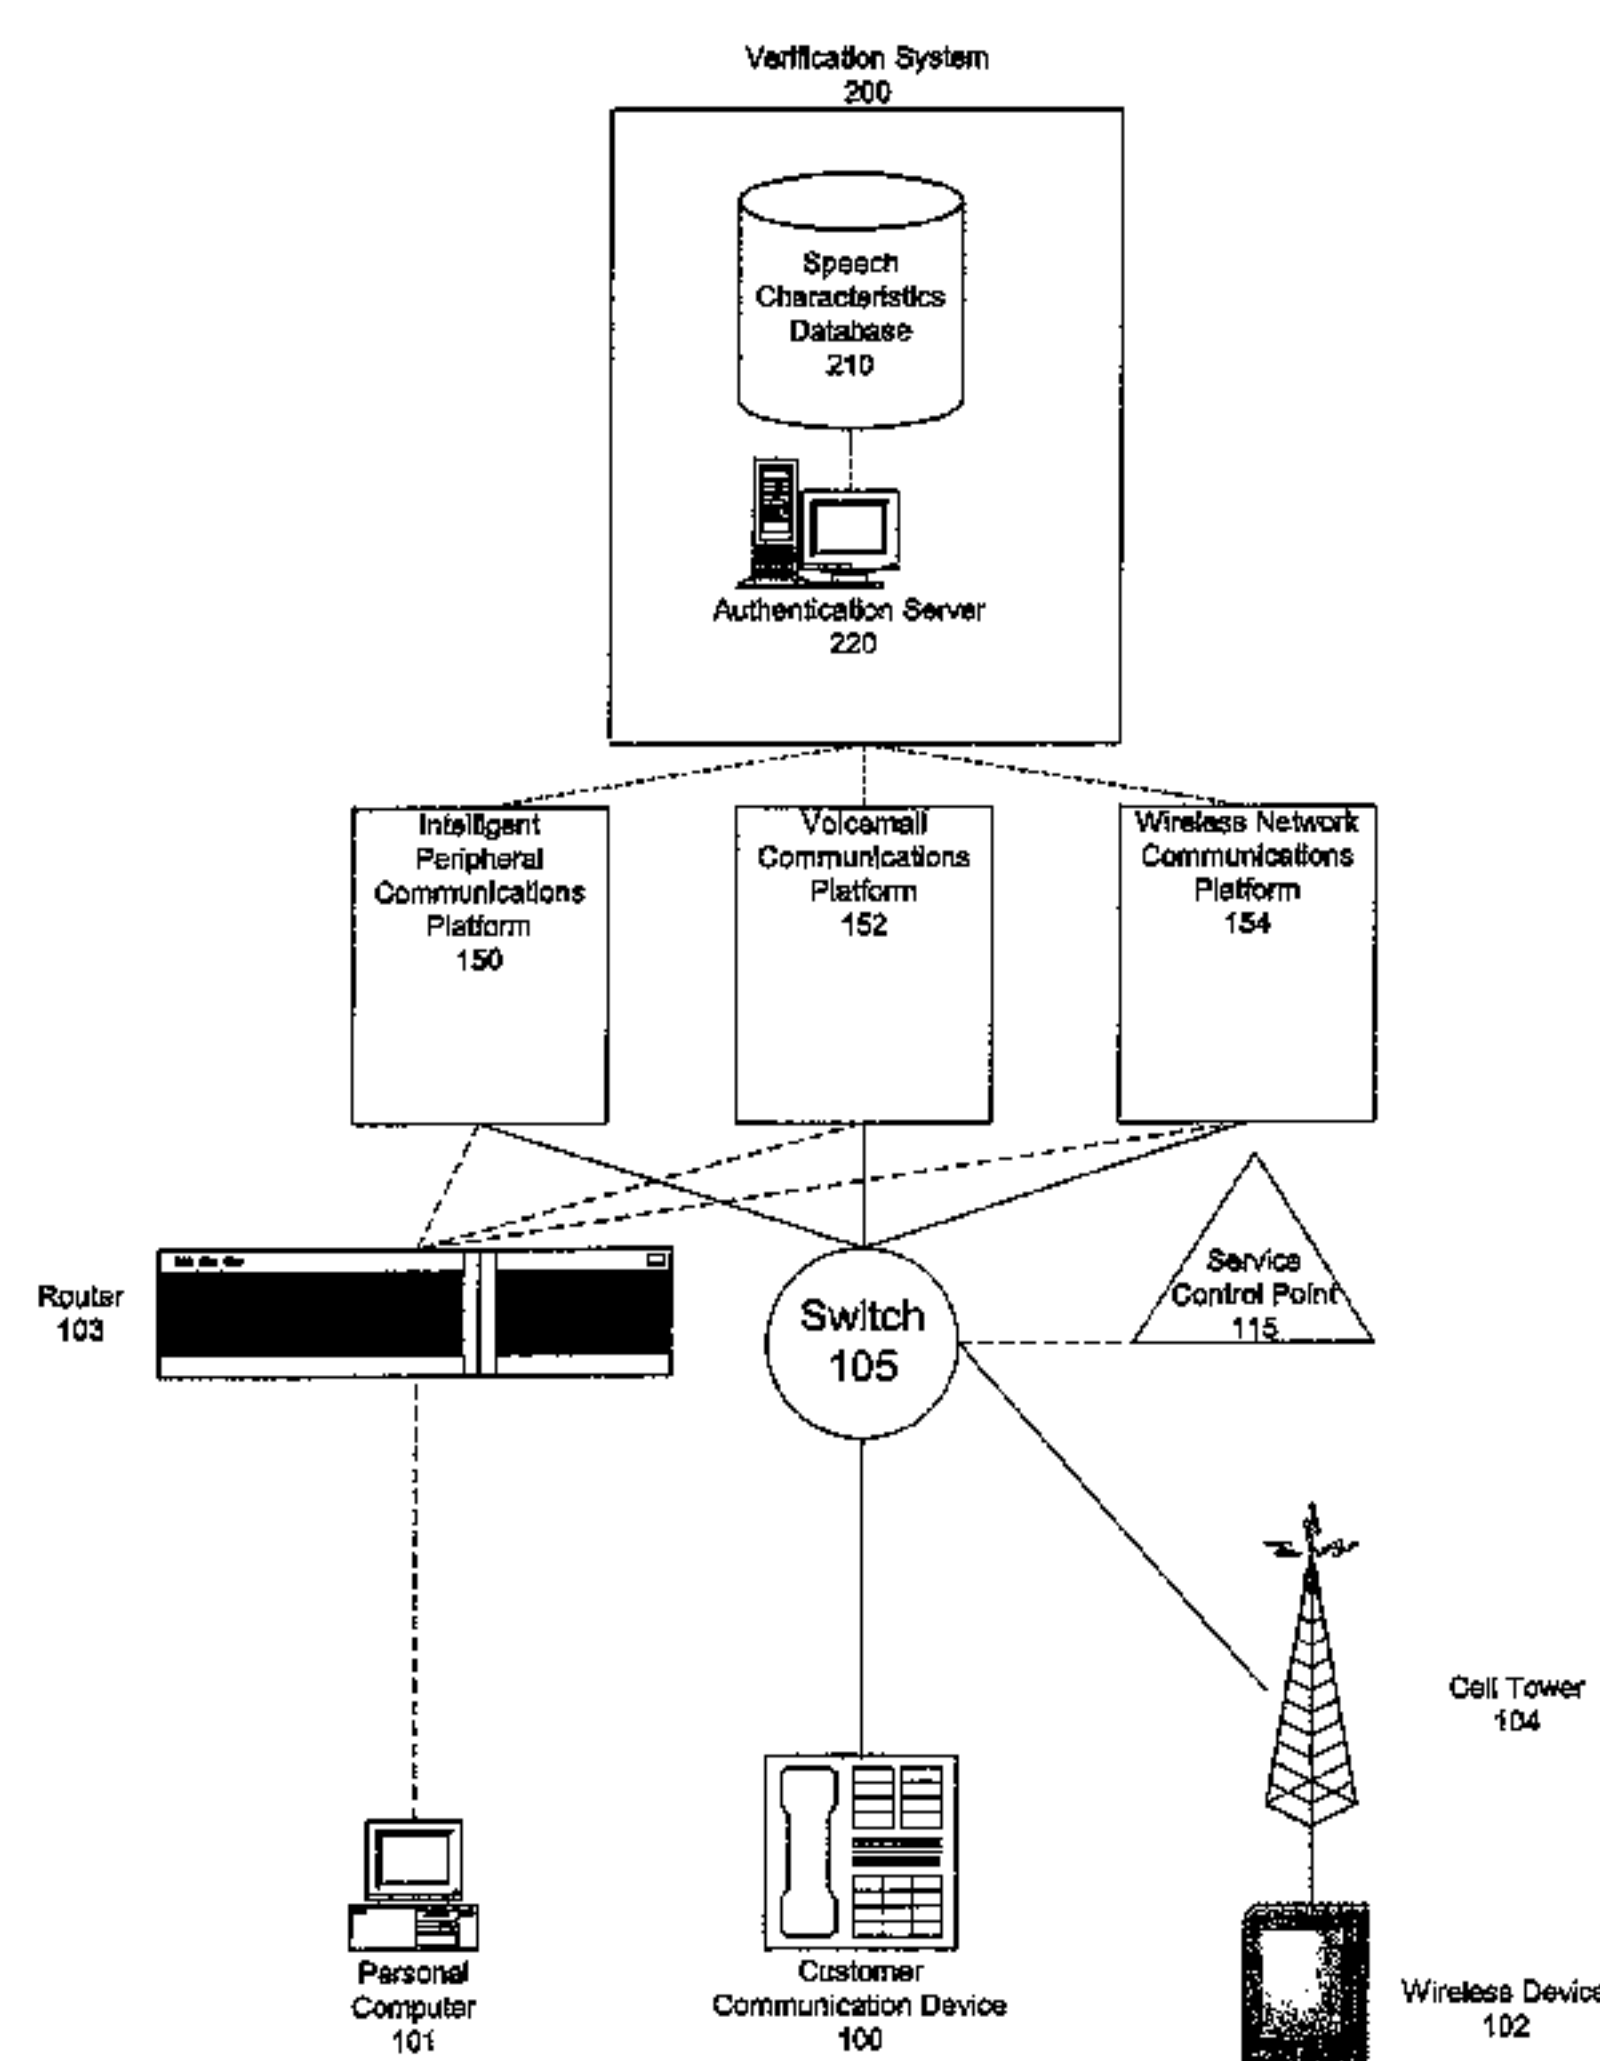 Verification System
200
Speech
Characteristics
Database
210
Authentication Server
220
Intelligent
Peripheral
Communications
Platform
150
Voicemail
Communications
Platform
152
Wireless Network
Communications
Platform
154
Router
103
Switch
105
Service
Control Point
115
Cell Tower
104
Personal
Computer
101
Customer
Communication Device
100
Wireless Device
102